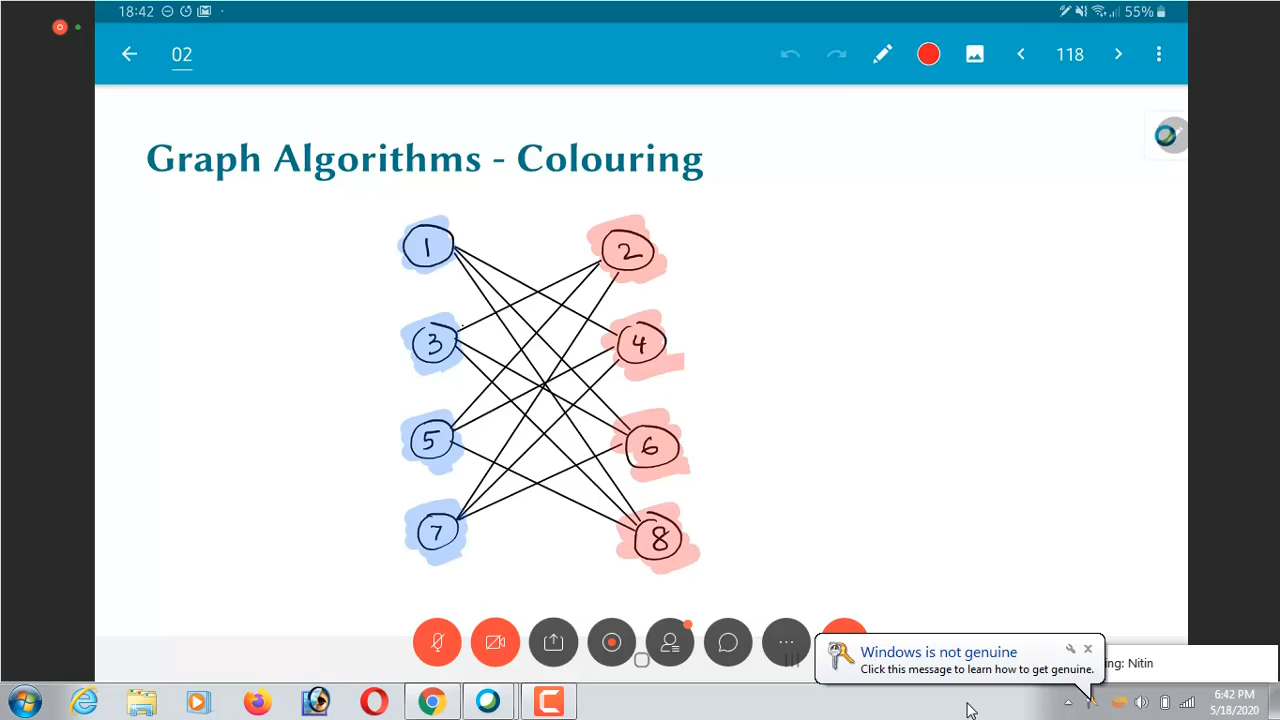 18:42
55%
02
118
Graph Algorithms - Colouring
1 2
3 4
5 6
7 8
Windows is not genuine
Click this message to learn how to get genuine.
ng: Nitin
6:42 PM
5/18/2020